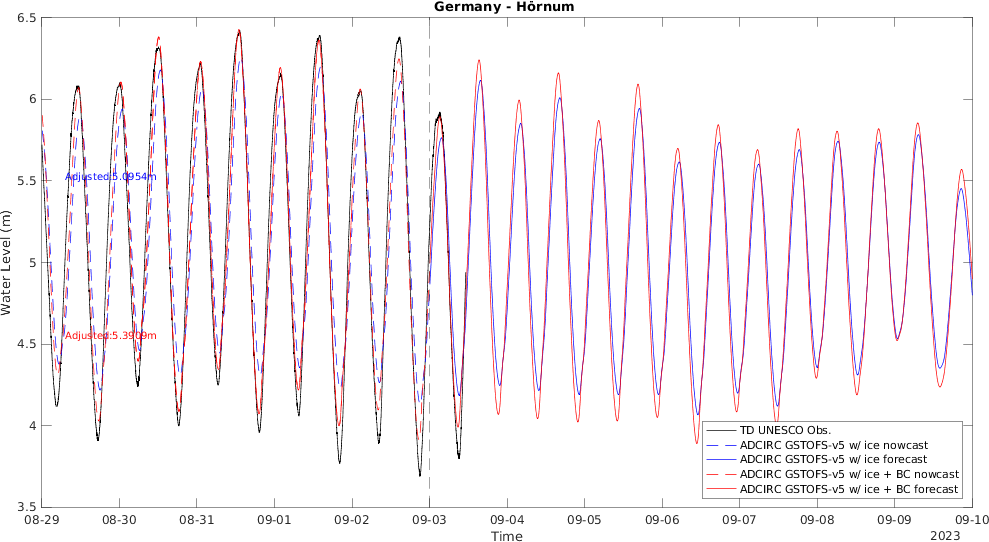 Germany - Hörnum
Water Level (m)
6.5
6
5.5
5
4.5
4
3.5
Adjusted:5.0954m
Adjusted:5.3909m
TD UNESCO Obs.
ADCIRC GSTOFS-v5 w/ ice nowcast
ADCIRC GSTOFS-v5 w/ ice forecast
ADCIRC GSTOFS-v5 w/ ice + BC nowcast
ADCIRC GSTOFS-v5 w/ ice + BC forecast
08-29 08-30 08-31 09-01 09-02 09-03 09-04 09-05 09-06 09-07 09-08 09-09 09-10
Time
2023